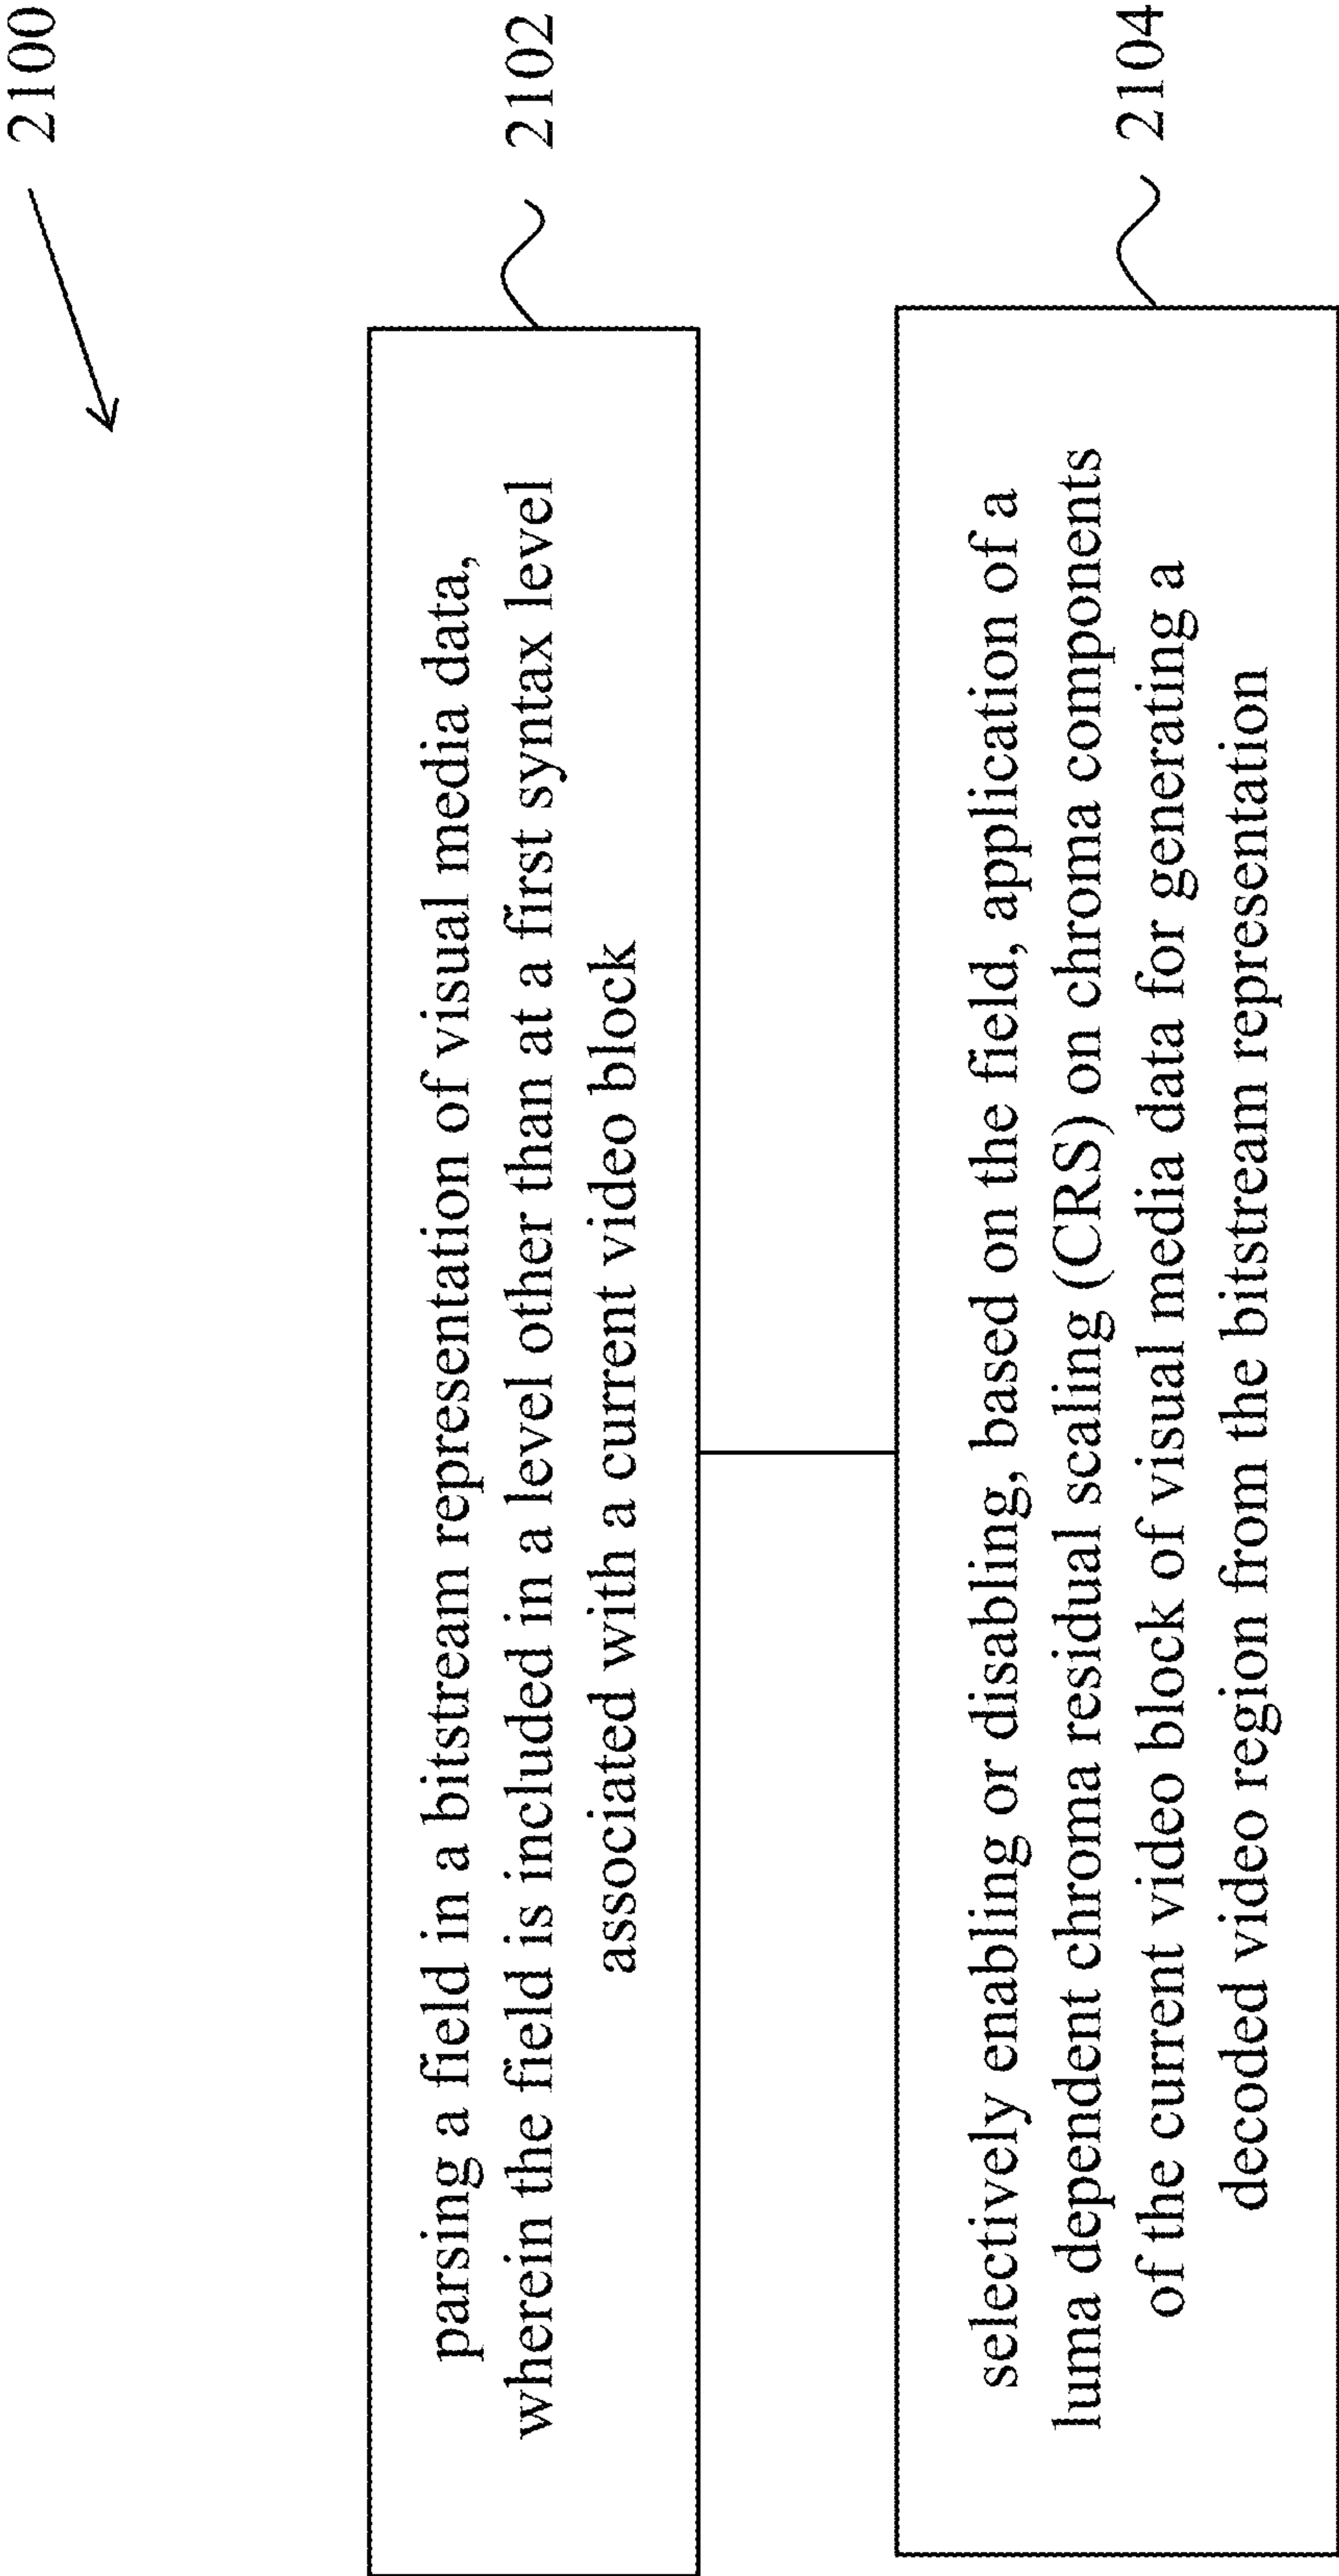 2100
parsing a field in a bitstream representation of visual media data,
wherein the field is included in a level other than at a first syntax level
associated with a current video block
2102
selectively enabling or disabling, based on the field, application of a
luma dependent chroma residual scaling (CRS) on chroma components
of the current video block of visual media data for generating a
decoded video region from the bitstream representation
2104